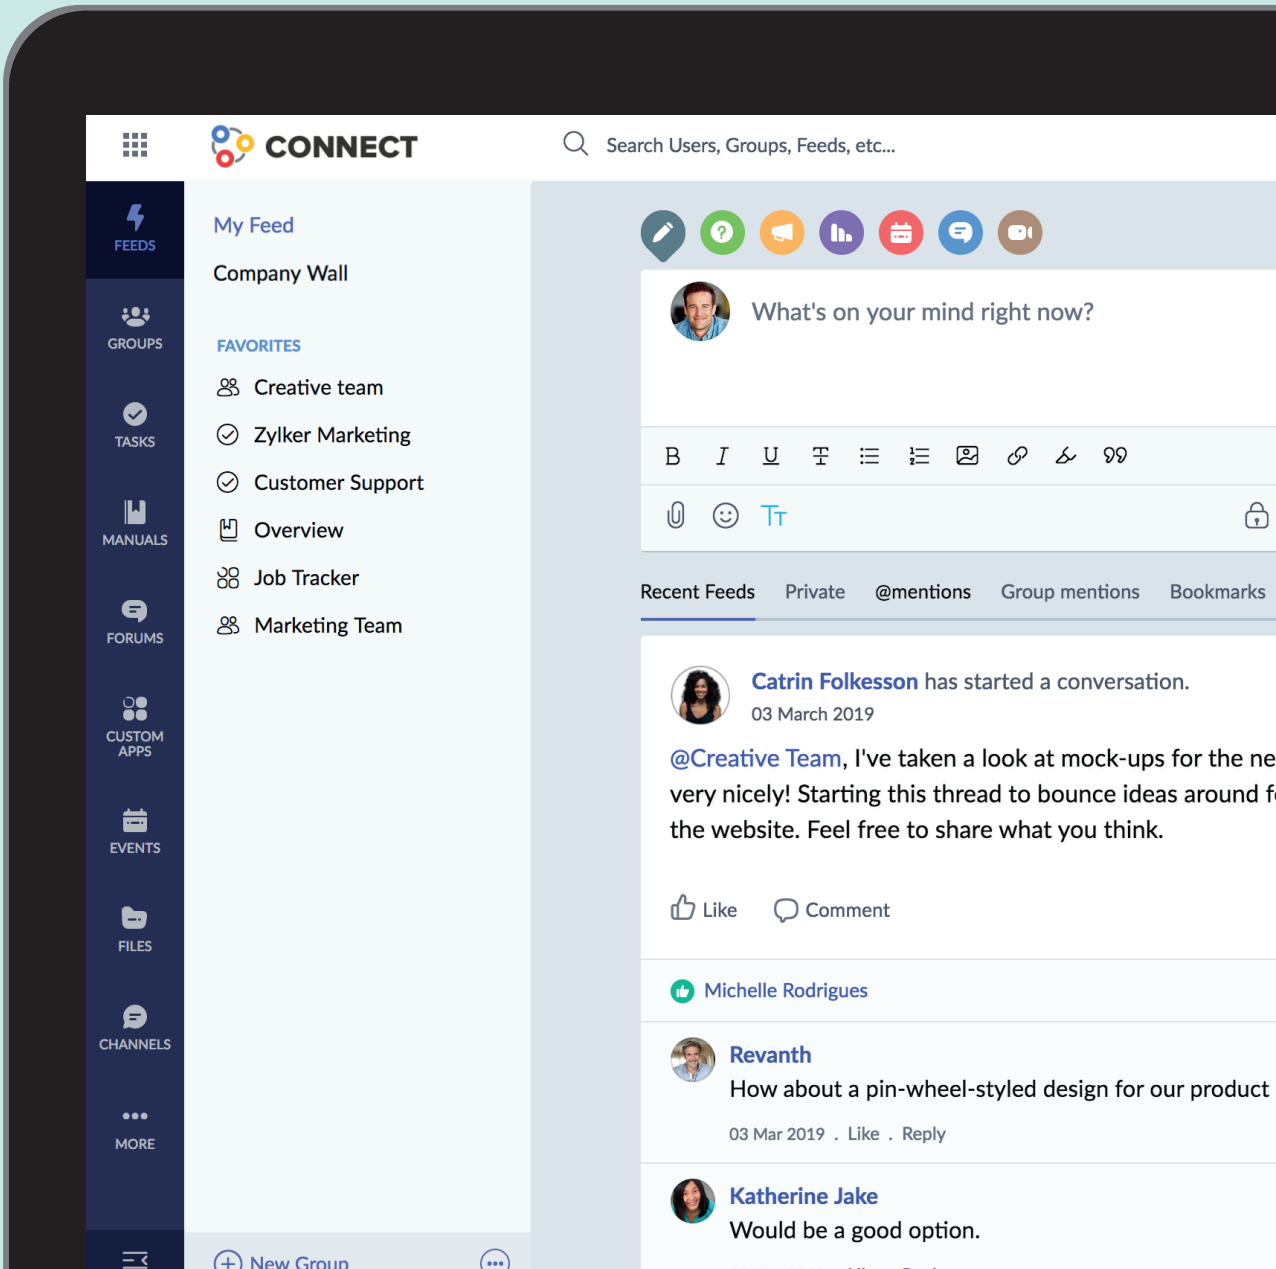 CONNECT
Search Users, Groups, Feeds, etc...
FEEDS
GROUPS
TASKS
MANUALS
FORUMS
CUSTOM
APPS
EVENTS
FILES
CHANNELS
MORE
My Feed
Company Wall
FAVORITES
Creative team
Zylker Marketing
Customer Support
Overview
Job Tracker
Marketing Team
New Group
What's on your mind right now?
Recent Feeds Private @mentions Group mentions Bookmarks
Catrin Folkesson has started a conversation.
03 March 2019
@Creative Team, I've taken a look at mock-ups for the
very nicely! Starting this thread to bounce ideas around
the website. Feel free to share what you think.
Like Comment
Michelle Rodrigues
Revanth
How about a pin-wheel-styled design for our product
03 Mar 2019 . Like . Reply
Katherine Jake
Would be a good option.